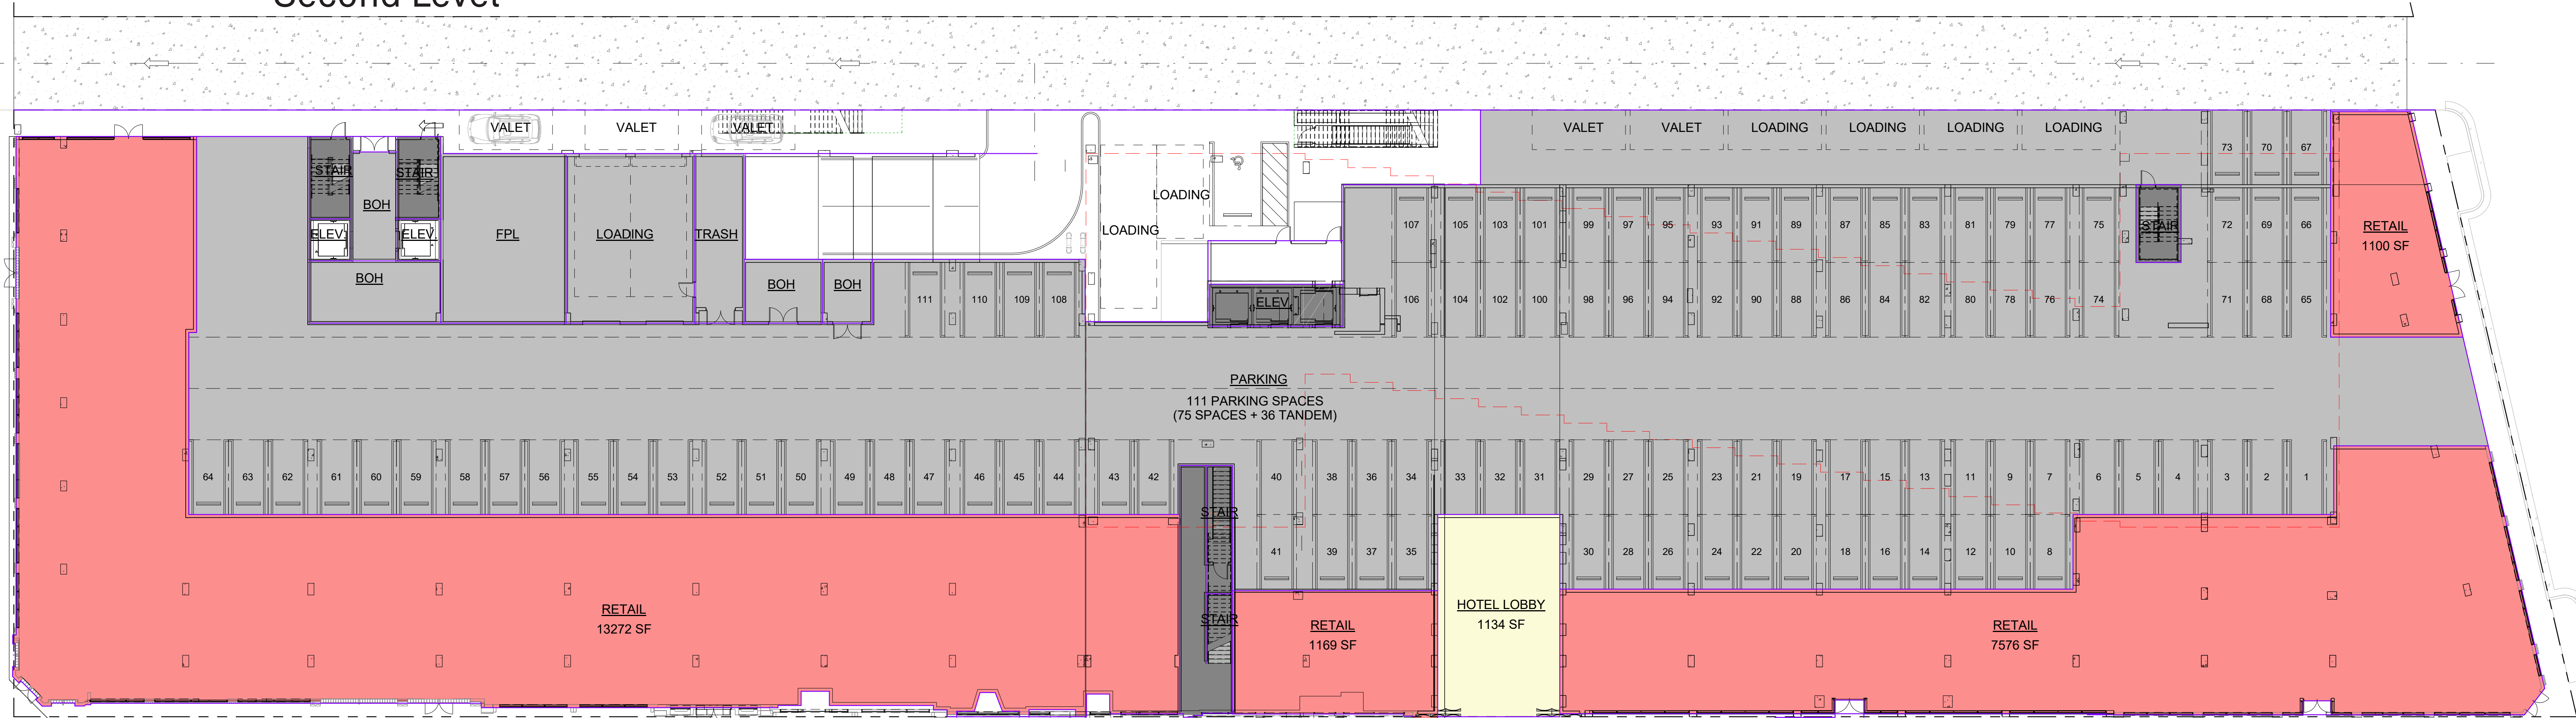 Second Level
VALET
VALET
VALET
VALET
VALET
LOADING
LOADING
LOADING
LOADING
73
70
67
STAIR
STAIR
BOH
ELEV.
ELEV.
FPL
LOADING
TRASH
LOADING
LOADING
107
105
103
101
99
97
95
93
91
89
87
85
83
81
79
77
75
STAIR
72
69
66
RETAIL
1100 SF
BOH
BOH
BOH
111
110
109
108
ELEV.
106
104
102
100
98
96
94
92
90
88
86
84
82
80
78
76
74
71
68
65
PARKING
111 PARKING SPACES
(75 SPACES + 36 TANDEM)
64
63
62
61
60
59
58
57
56
55
54
53
52
51
50
49
48
47
46
45
44
43
42
40
38
36
34
33
32
31
29
27
25
23
21
19
17
15
13
11
9
7
6
5
4
3
2
1
STAIR
41
39
37
35
30
28
26
24
22
20
18
16
14
12
10
8
RETAIL
13272 SF
STAIR
RETAIL
1169 SF
HOTEL LOBBY
1134 SF
RETAIL
7576 SF